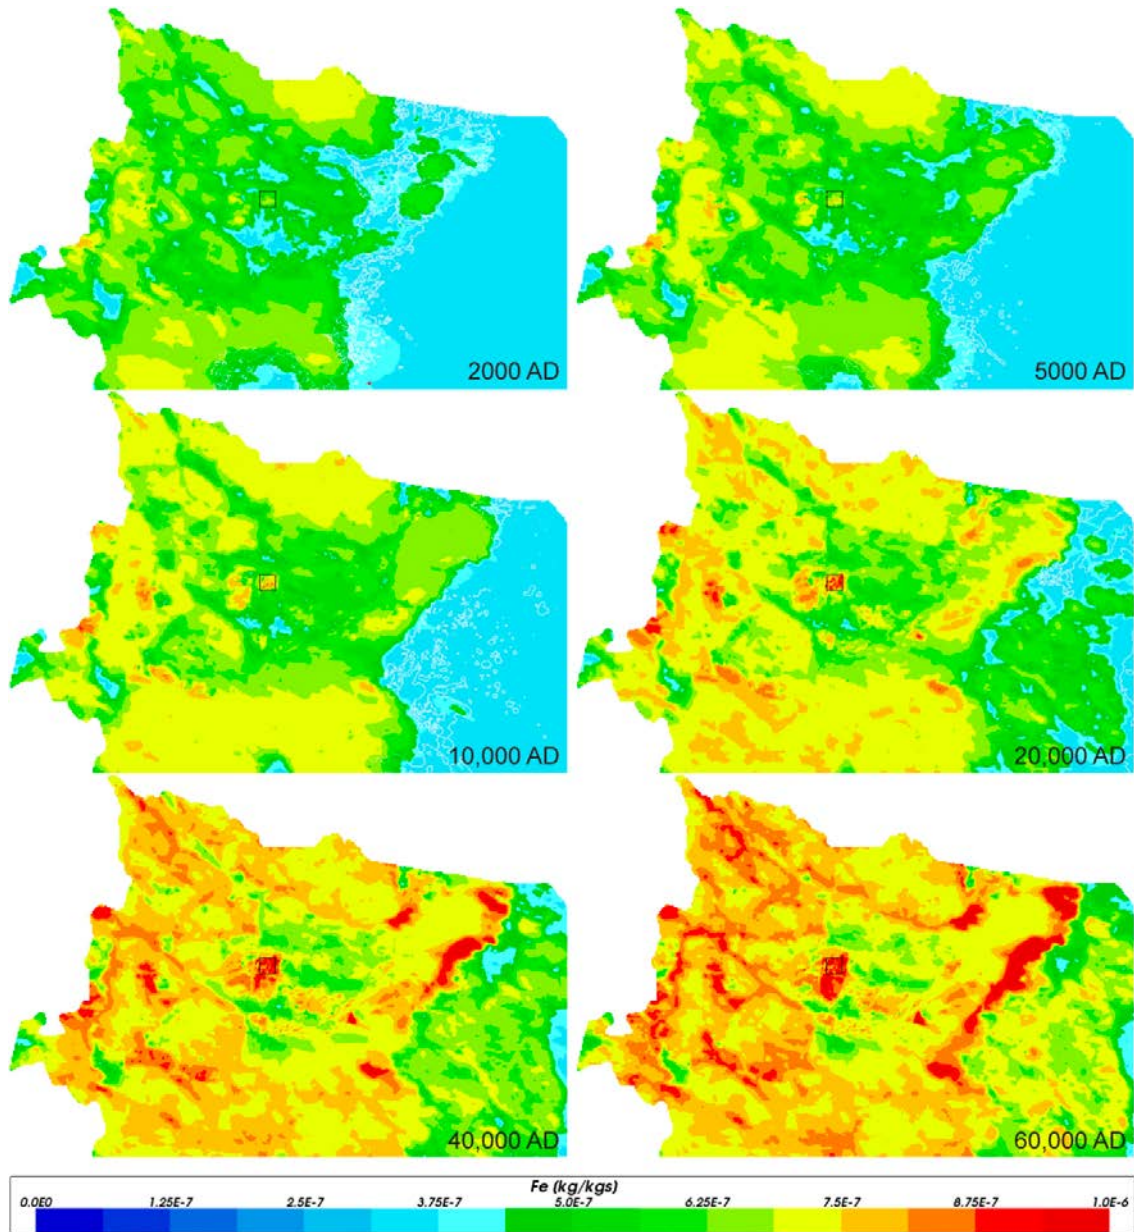 2000 AD
5000 AD
10,000 AD
20,000 AD
40,000 AD
60,000 AD
Fe (kg/kgs)
0.0E0 1.25E-7 2.5E-7 3.75E-7 5.0E-7 6.25E-7 7.5E-7 8.75E-7 1.0E-6